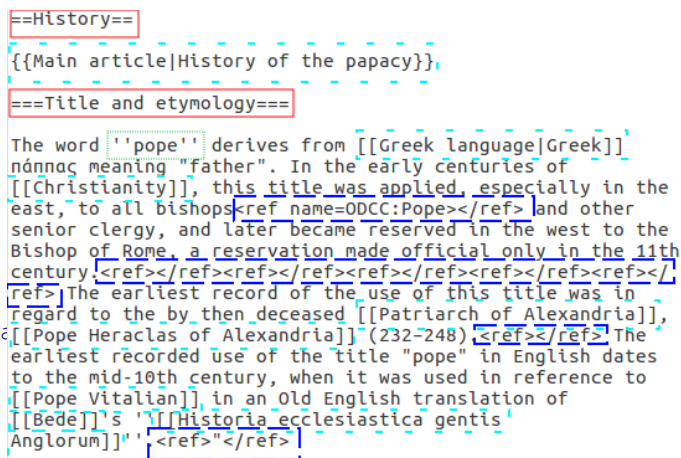 ==History==
{{Main article|History of the papacy}}
===Title and etymology===
The word ''pope'' derives from [[Greek language|Greek]]
πάππας meaning "father". In the early centuries of
[[Christianity]], this title was applied, especially in the
east, to all bishops<ref name=ODCC:Pope></ref> and other
senior clergy, and later became reserved in the west to the
Bishop of Rome, a reservation made official only in the 11th
century.<ref></ref><ref></ref><ref></ref><ref></ref><ref></
ref> The earliest record of the use of this title was in
regard to the by then deceased [[Patriarch of Alexandria]],
[[Pope Heraclas of Alexandria]] (232–248).<ref></ref> The
earliest recorded use of the title "pope" in English dates
to the mid-10th century, when it was used in reference to
[[Pope Vitalian]] in an Old English translation of
[[Bede]]'s ''[[Historia ecclesiastica gentis
Anglorum]]''.<ref>"</ref>